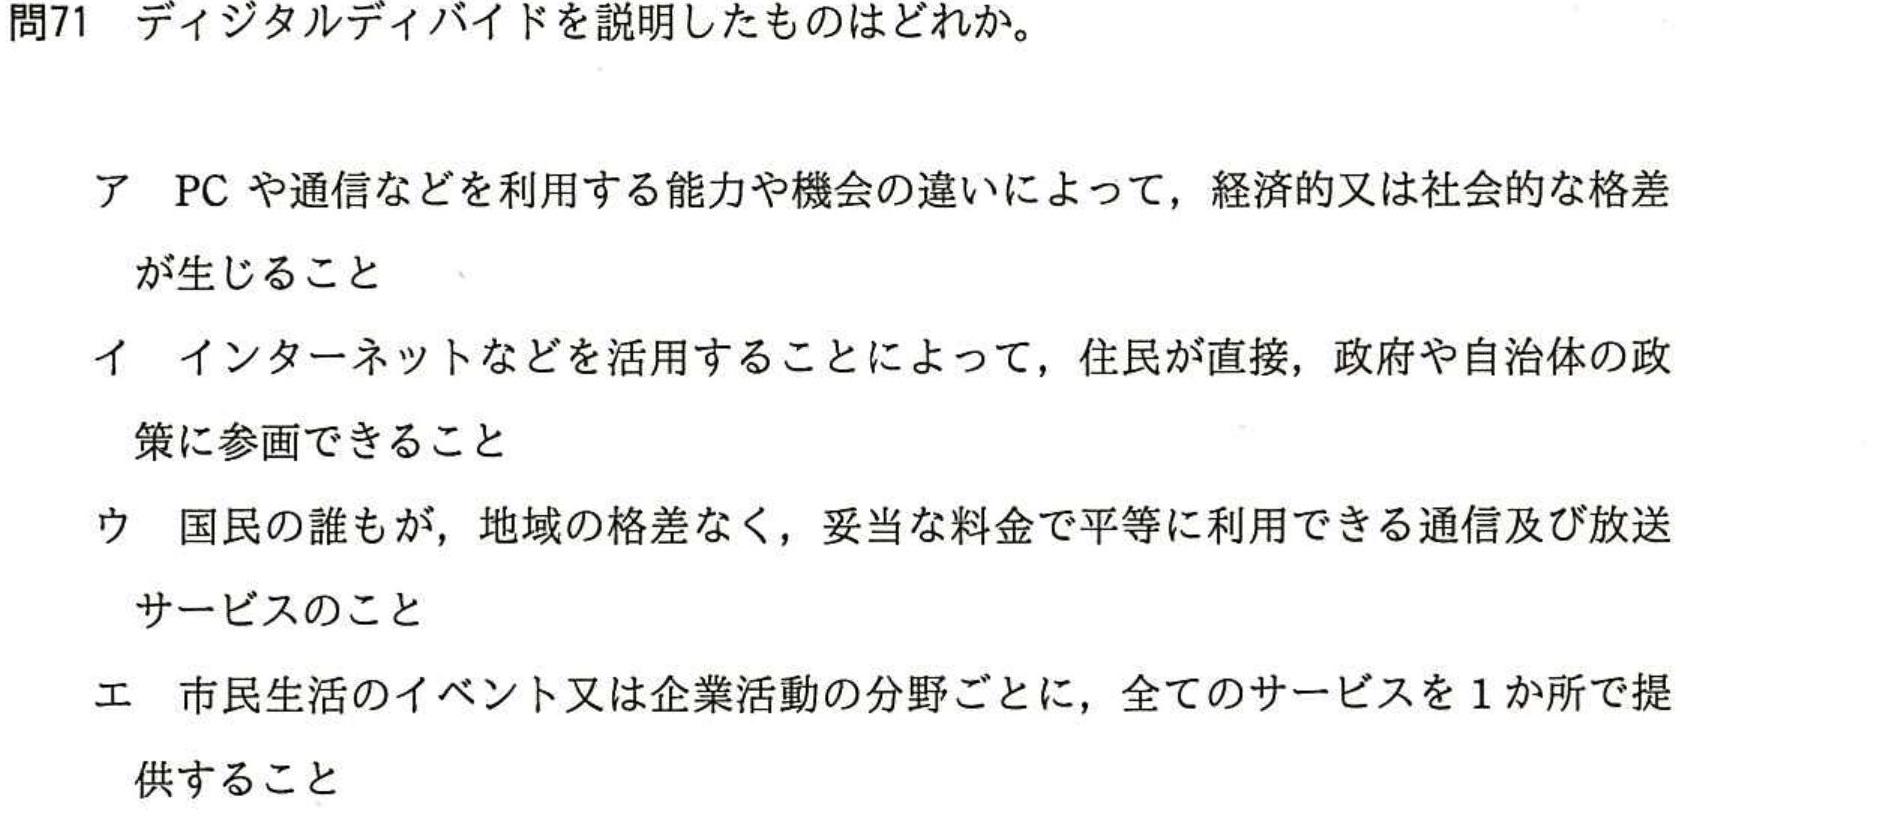 問71　ディジタルディバイドを説明したものはどれか。
ア　PC や通信などを利用する能力や機会の違いによって，経済的又は社会的な格差
が生じること
イ　インターネットなどを活用することによって，住民が直接，政府や自治体の政
策に参画できること
ウ　国民の誰もが，地域の格差なく，妥当な料金で平等に利用できる通信及び放送
サービスのこと
エ　市民生活のイベント又は企業活動の分野ごとに，全てのサービスを 1 か所で提
供すること